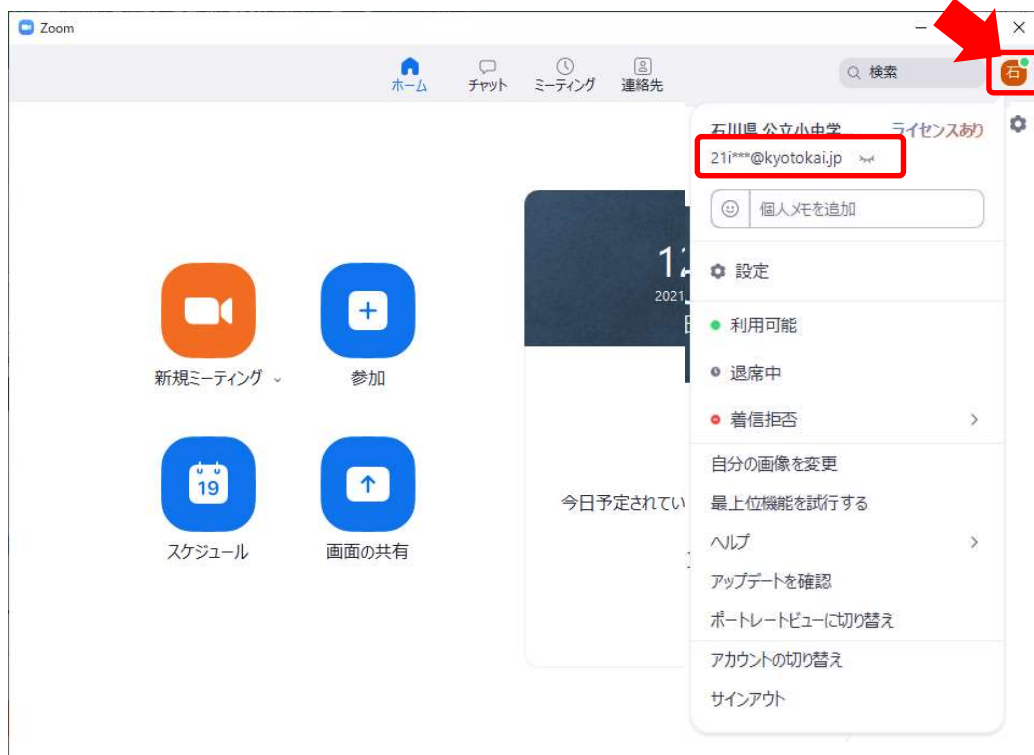 Zoom
ホーム
チャット
ミーティング
連絡先
検索
石
石川県 公立小中学
ライセンスあり
21i***@kyotokai.jp
個人メモを追加
設定
利用可能
退席中
着信拒否
自分の画像を変更
最上位機能を試行する
ヘルプ
アップデートを確認
ポートレートビューに切り替え
アカウントの切り替え
サインアウト
新規ミーティング
参加
19
スケジュール
画面の共有
2021
今日予定されてい